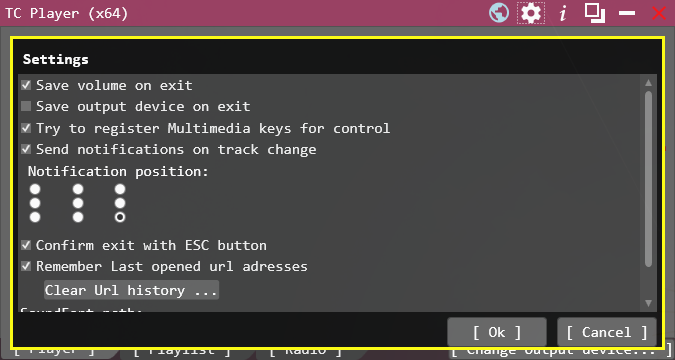 TC Player (x64)
Settings
Save volume on exit
Save output device on exit
Try to register Multimedia keys for control
Send notifications on track change
Notification position:
Confirm exit with ESC button
Remember Last opened url adresses
Clear Url history ...
SoundFont path:
[ Ok ] [ Cancel ]
[ Player ] [ Playlist ] [ Radio ] [ Change output device... ]